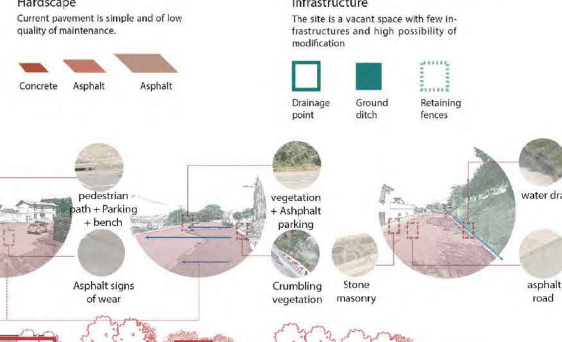 Hardscape
Current pavement is simple and of low
quality of maintenance.
Concrete
Asphalt
Asphalt
Infrastructure
The site is a vacant space with few in-
frastructures and high possibility of
modification
Drainage
point
Ground
ditch
Retaining
fences
pedestrian
path + Parking
+ bench
Asphalt signs
of wear
vegetation
+ Ashphalt
parking
Crumbling
vegetation
Stone
masonry
water dra
asphalt
road